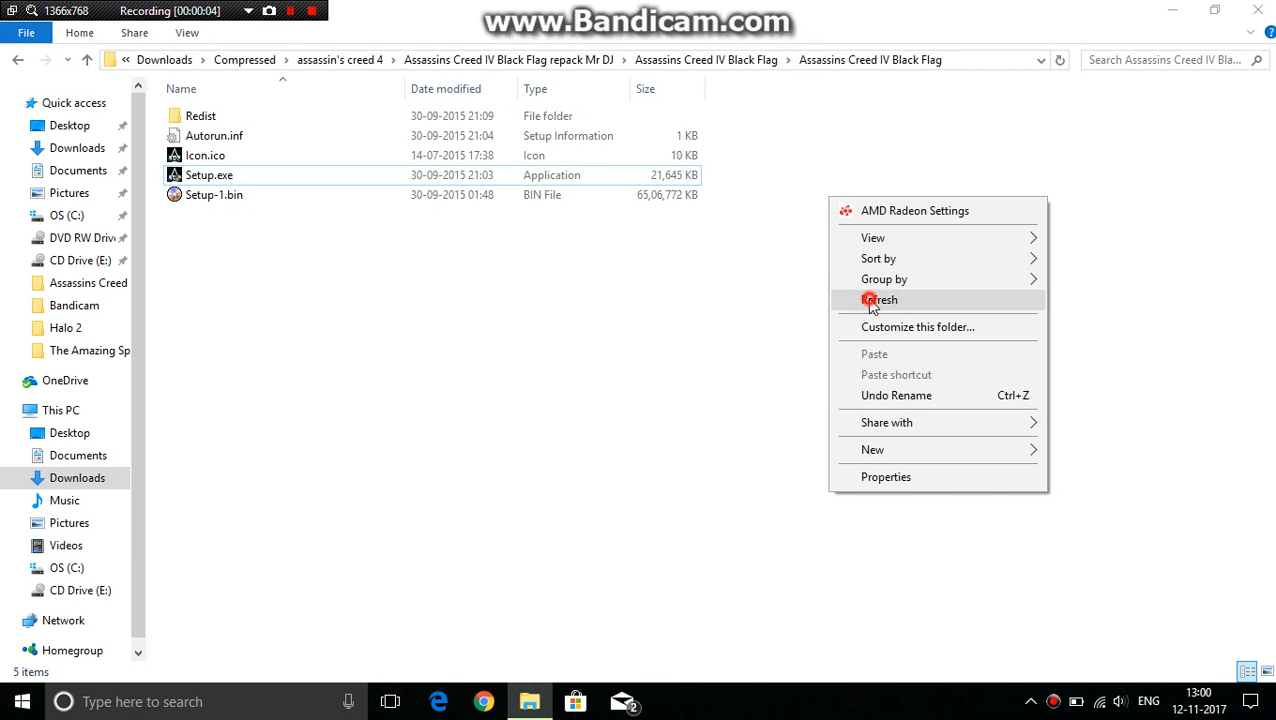 1366x768 Recording [00:00:04]
www.Bandicam.com
File Home Share View
« Downloads Compressed assassin's creed 4 Assassins Creed IV Black Flag repack Mr DJ Assassins Creed IV Black Flag Assassins Creed IV Black Flag Search Assassins Creed IV Bla...
Name Date modified Type Size
Redist 30-09-2015 21:09 File folder
Autorun.inf 30-09-2015 21:04 Setup Information 1 KB
Icon.ico 14-07-2015 17:38 Icon 10 KB
Setup.exe 30-09-2015 21:03 Application 21,645 KB
Setup-1.bin 30-09-2015 01:48 BIN File 65,06,772 KB
Quick access
Desktop
Downloads
Documents
Pictures
OS (C:)
DVD RW Driv
CD Drive (E:)
Assassins Creed
Bandicam
Halo 2
The Amazing Sp
OneDrive
This PC
Desktop
Documents
Downloads
Music
Pictures
Videos
OS (C:)
CD Drive (E:)
Network
Homegroup
AMD Radeon Settings
View
Sort by
Group by
Refresh
Customize this folder...
Paste
Paste shortcut
Undo Rename Ctrl+Z
Share with
New
Properties
5 items
Type here to search
2
ENG
13:00
12-11-2017